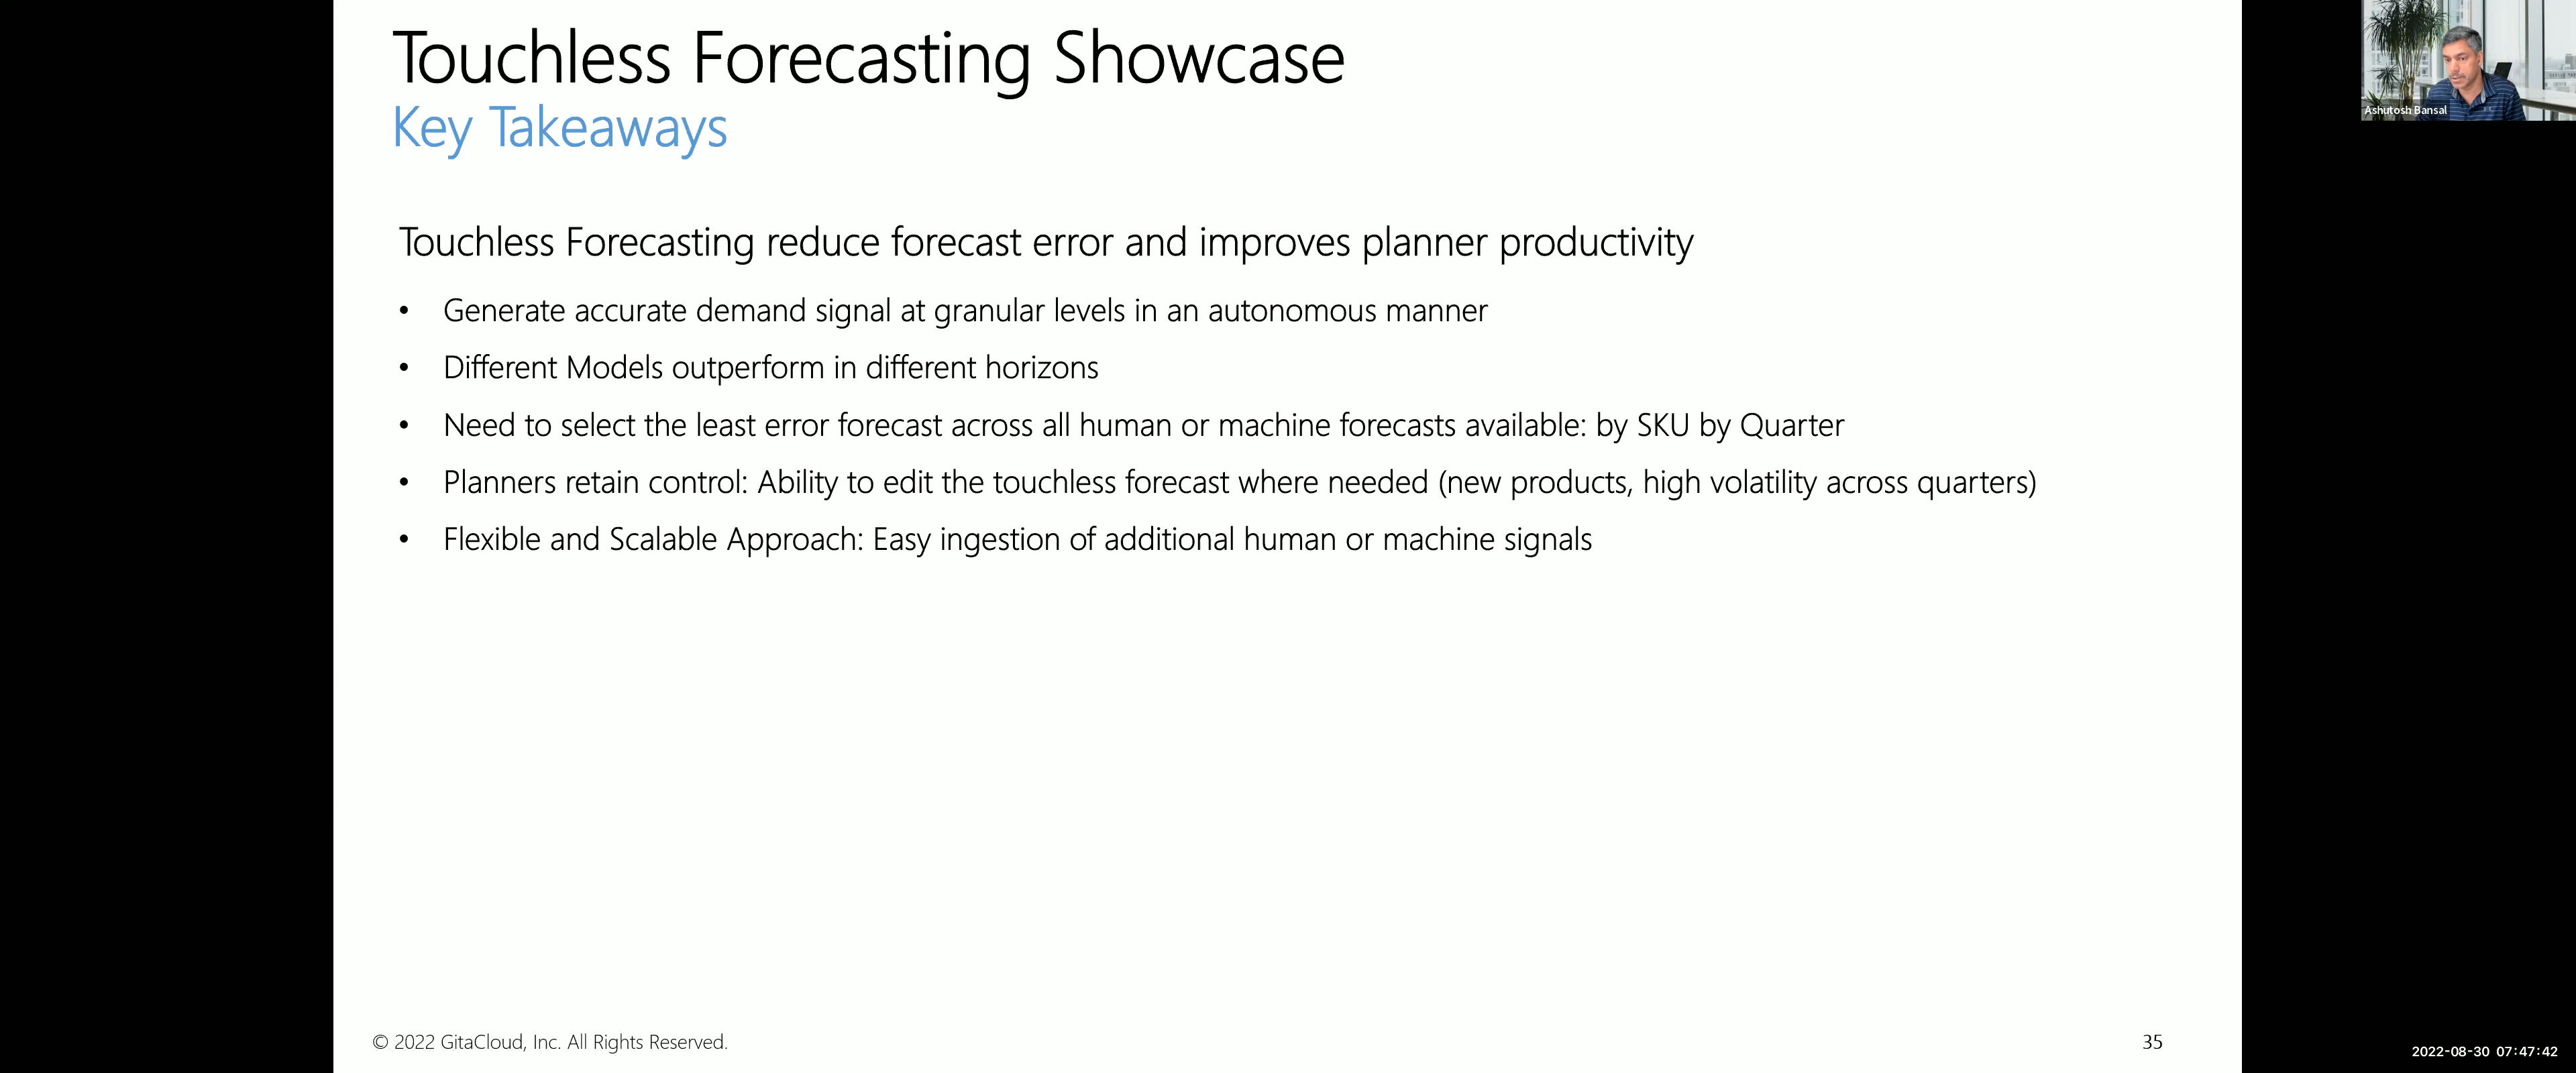 Touchless Forecasting Showcase
Key Takeaways
Touchless Forecasting reduce forecast error and improves planner productivity
• Generate accurate demand signal at granular levels in an autonomous manner
• Different Models outperform in different horizons
• Need to select the least error forecast across all human or machine forecasts available: by SKU by Quarter
• Planners retain control: Ability to edit the touchless forecast where needed (new products, high volatility across quarters)
• Flexible and Scalable Approach: Easy ingestion of additional human or machine signals
© 2022 GitaCloud, Inc. All Rights Reserved.
35
Ashutosh Bansal
2022-08-30 07:47:42